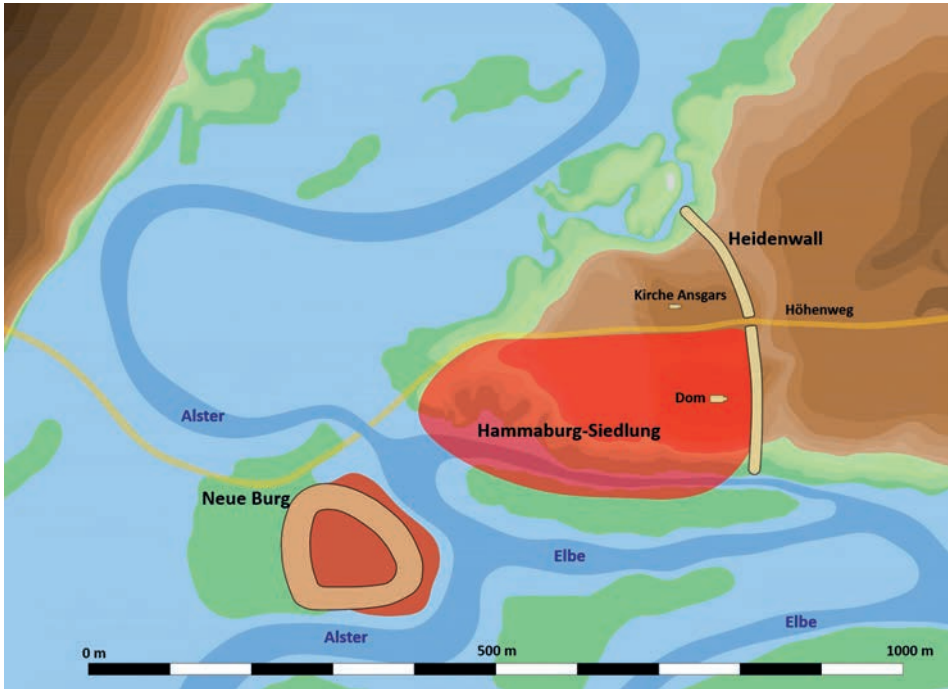 Heidenwall
Kirche Ansgars
Höhenweg
Dom
Alster
Hammaburg-Siedlung
Neue Burg
Elbe
Elbe
Alster
0 m
500 m
1000 m